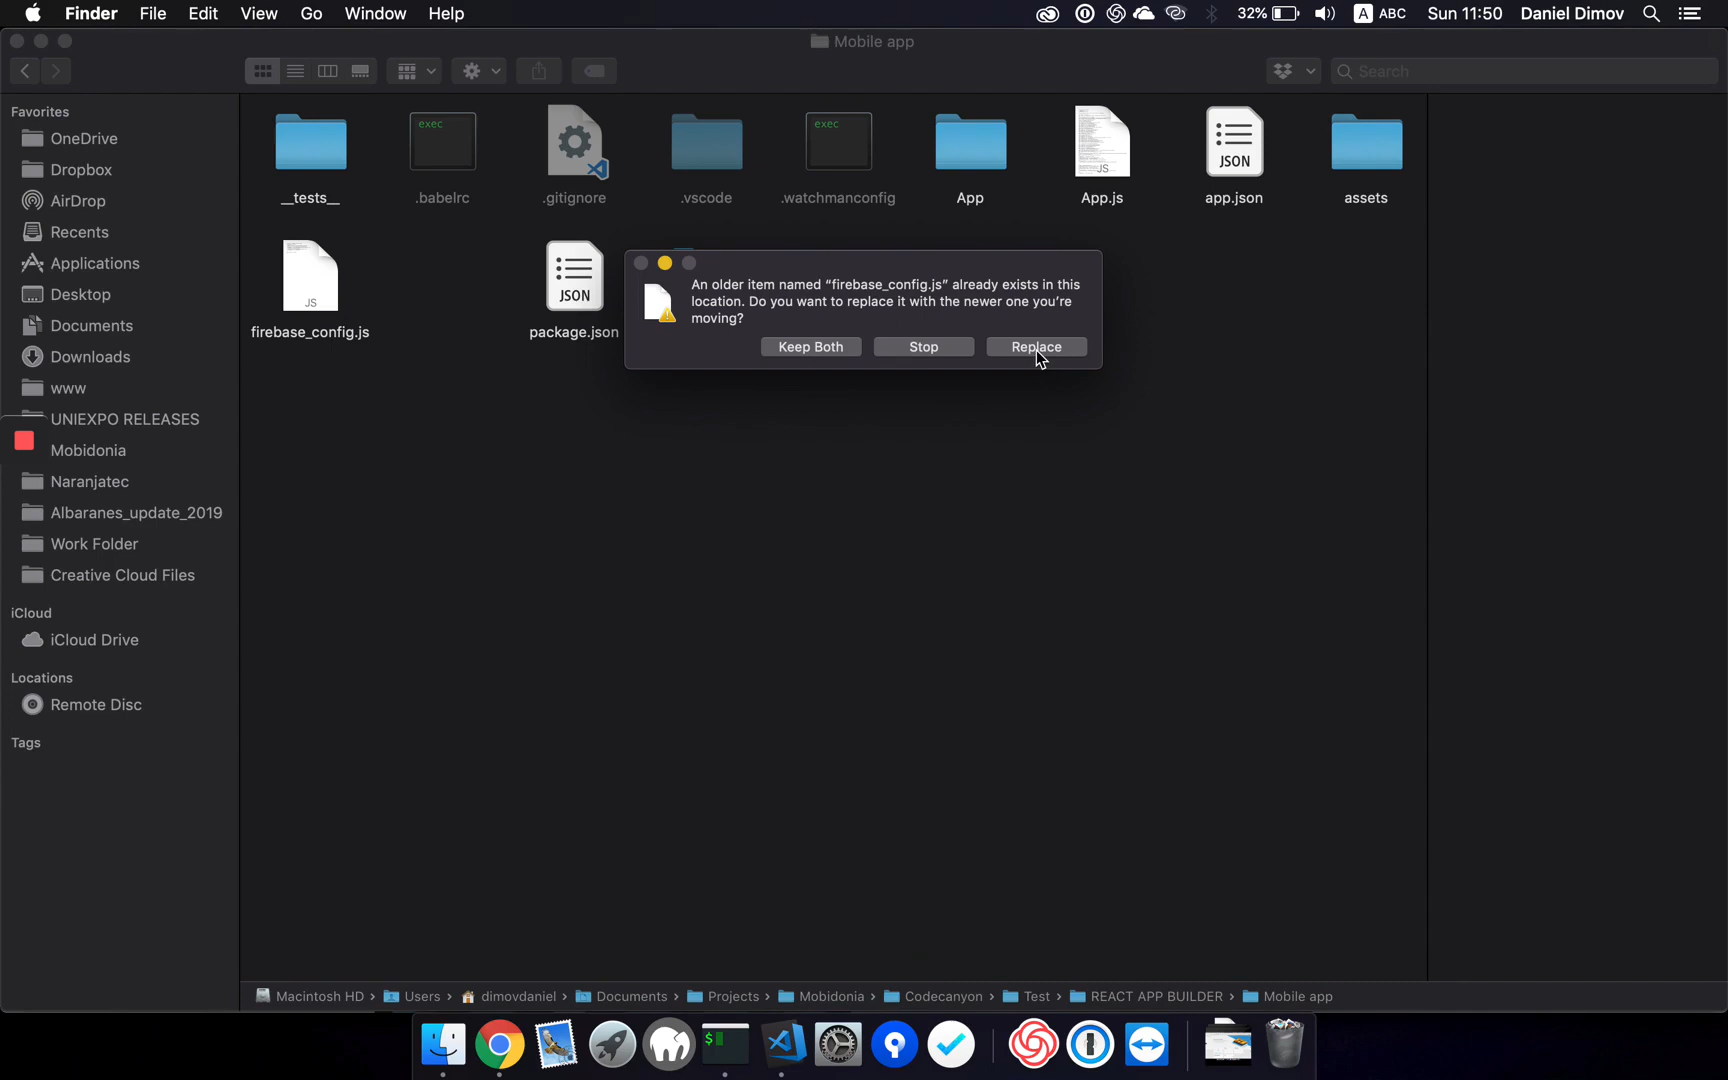 Finder File Edit View Go Window Help
32% A ABC Sun 11:50 Daniel Dimov
Mobile app
Search
Favorites
OneDrive
Dropbox
AirDrop
Recents
Applications
Desktop
Documents
Downloads
www
UNIEXPO RELEASES
Mobidonia
Naranjatec
Albaranes_update_2019
Work Folder
Creative Cloud Files
iCloud
iCloud Drive
Locations
Remote Disc
Tags
exec
exec
JS
JSON
__tests__ .babelrc .gitignore .vscode .watchmanconfig App App.js app.json assets
JS
JSON
firebase_config.js package.json
An older item named “firebase_config.js” already exists in this
location. Do you want to replace it with the newer one you’re
moving?
Keep Both Stop Replace
Macintosh HD › Users › dimovdaniel › Documents › Projects › Mobidonia › Codecanyon › Test › REACT APP BUILDER › Mobile app
$